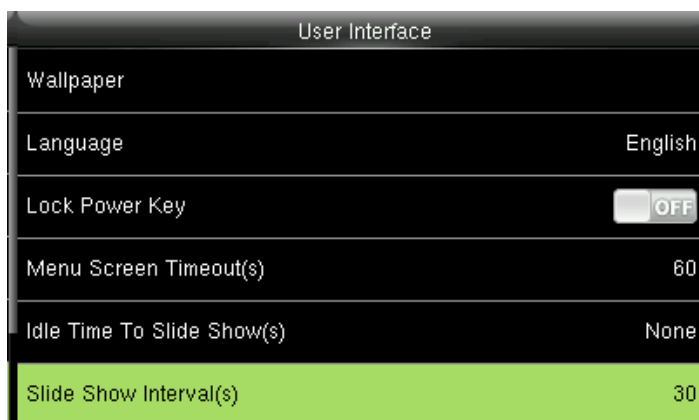 User Interface
Wallpaper
Language English
Lock Power Key OFF
Menu Screen Timeout(s) 60
Idle Time To Slide Show(s) None
Slide Show Interval(s) 30